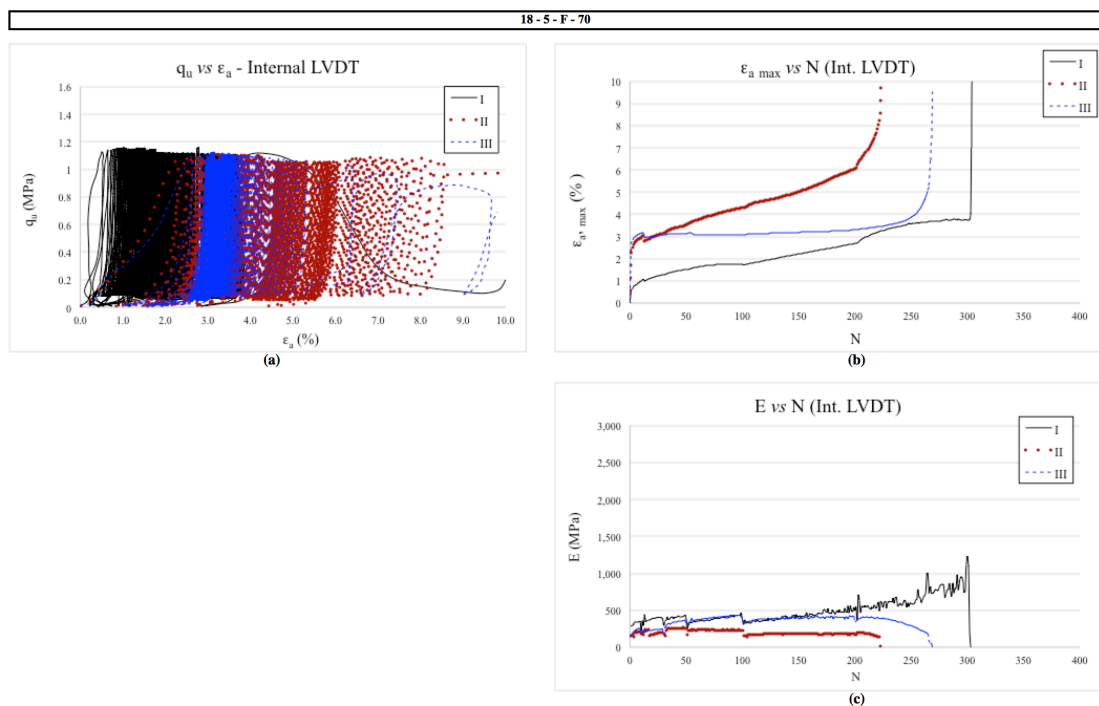 18 - 5 - F - 70
qu vs εa - Internal LVDT
1.6
1.4
1.2
1
0.8
0.6
0.4
0.2
0
qu (MPa)
0.0 1.0 2.0 3.0 4.0 5.0 6.0 7.0 8.0 9.0 10.0
εa (%)
I
II
III
(a)
εa max vs N (Int. LVDT)
10
9
8
7
6
5
4
3
2
1
0
εa, max (%)
0 50 100 150 200 250 300 350 400
N
I
II
III
(b)
E vs N (Int. LVDT)
3,000
2,500
2,000
1,500
1,000
500
0
E (MPa)
0 50 100 150 200 250 300 350 400
N
I
II
III
(c)